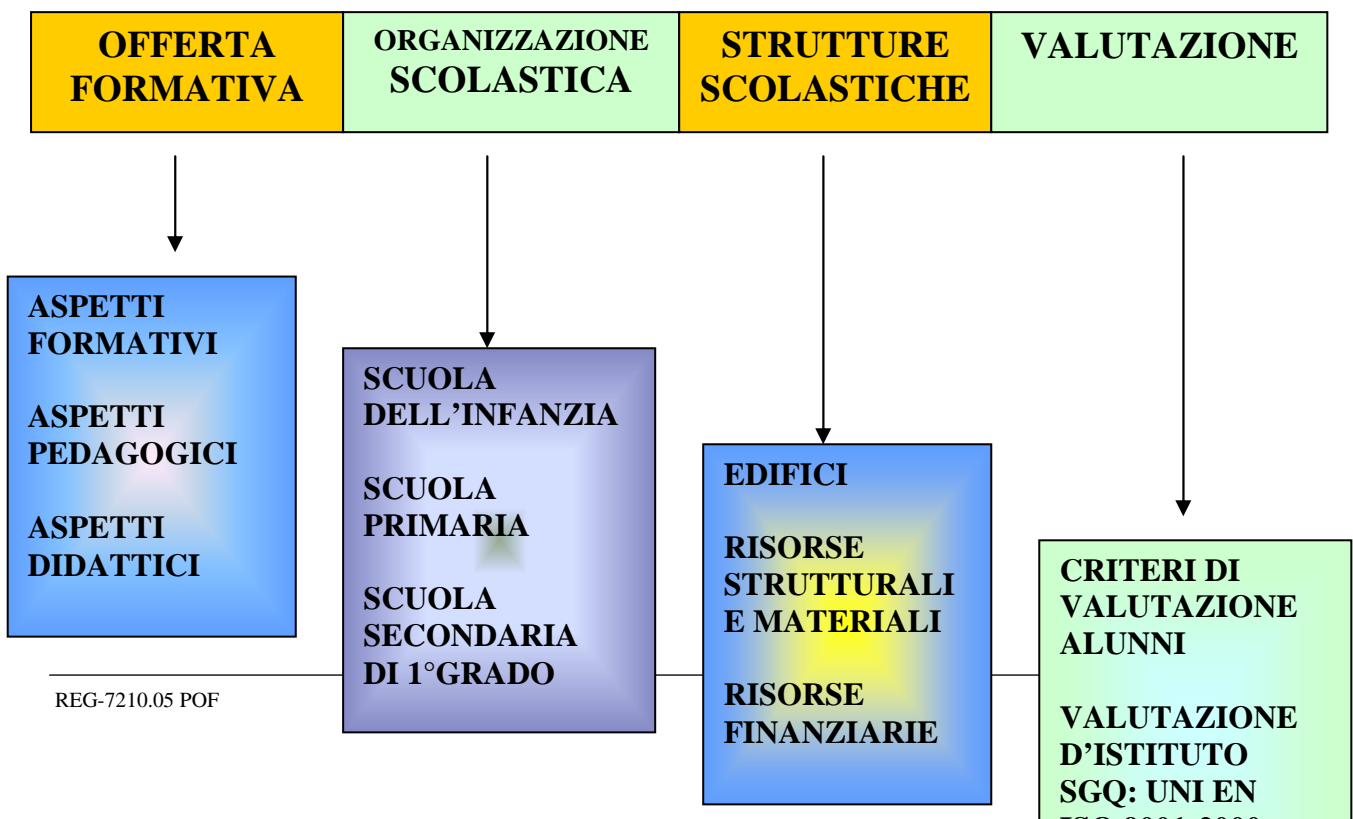 OFFERTA
FORMATIVA
ORGANIZZAZIONE
SCOLASTICA
STRUTTURE
SCOLASTICHE
VALUTAZIONE
ASPETTI
FORMATIVI
ASPETTI
PEDAGOGICI
ASPETTI
DIDATTICI
SCUOLA
DELL’INFANZIA
SCUOLA
PRIMARIA
SCUOLA
SECONDARIA
DI 1°GRADO
EDIFICI
RISORSE
STRUTTURALI
E MATERIALI
RISORSE
FINANZIARIE
CRITERI DI
VALUTAZIONE
ALUNNI
VALUTAZIONE
D’ISTITUTO
SGQ: UNI EN
REG-7210.05 POF